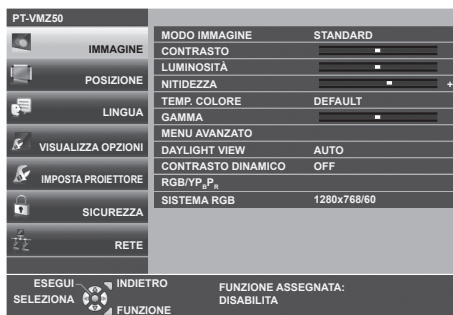 PT-VMZ50
IMMAGINE
POSIZIONE
LINGUA
VISUALIZZA OPZIONI
IMPOSTA PROIETTORE
SICUREZZA
RETE
MODO IMMAGINE STANDARD
CONTRASTO
LUMINOSITÀ
NITIDEZZA +
TEMP. COLORE DEFAULT
GAMMA
MENU AVANZATO
DAYLIGHT VIEW AUTO
CONTRASTO DINAMICO OFF
RGB/YPBPR
SISTEMA RGB 1280x768/60
ESEGUI INDIETRO
SELEZIONA
FUNZIONE
FUNZIONE ASSEGNATA:
DISABILITA